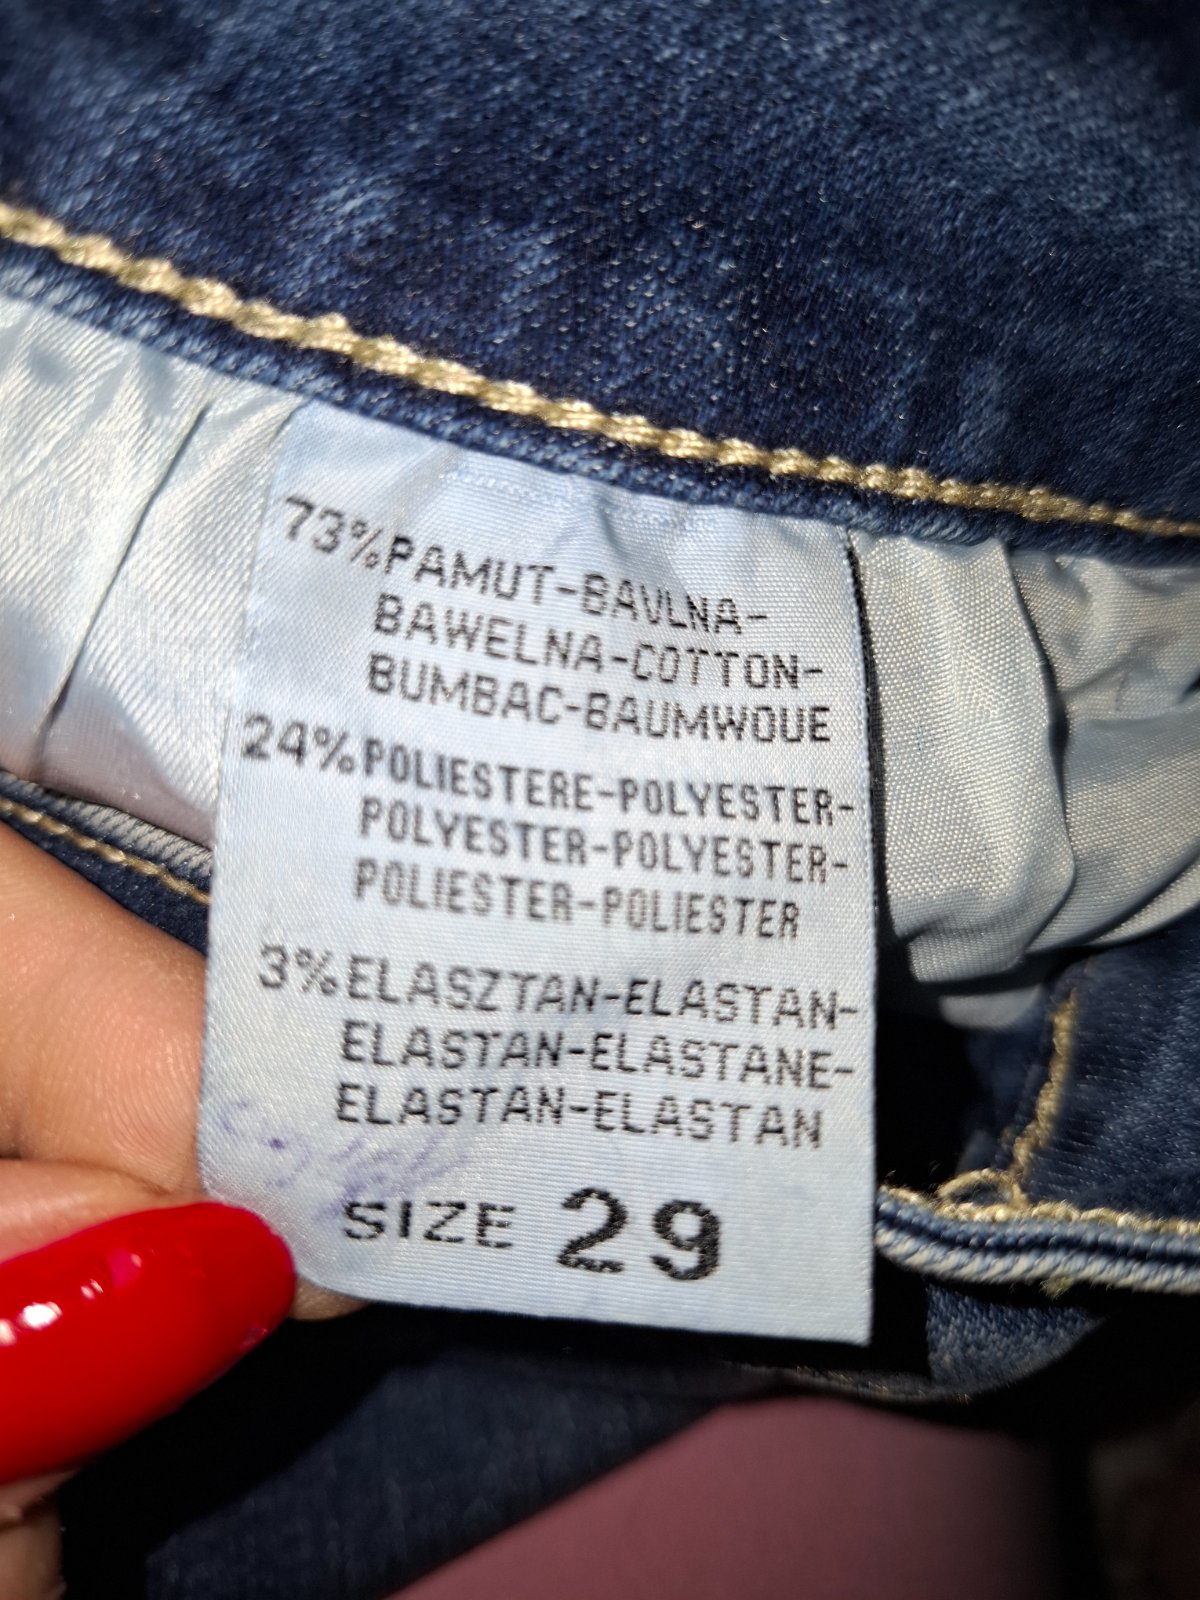 73%PAMUT-BAVLNA-
BAWELNA-COTTON-
BUMBAC-BAUMWOUE
24%POLIESTERE-POLYESTER-
POLYESTER-POLYESTER-
POLIESTER-POLIESTER
3%ELASZTAN-ELASTAN-
ELASTAN-ELASTANE-
ELASTAN-ELASTAN
SIZE 29